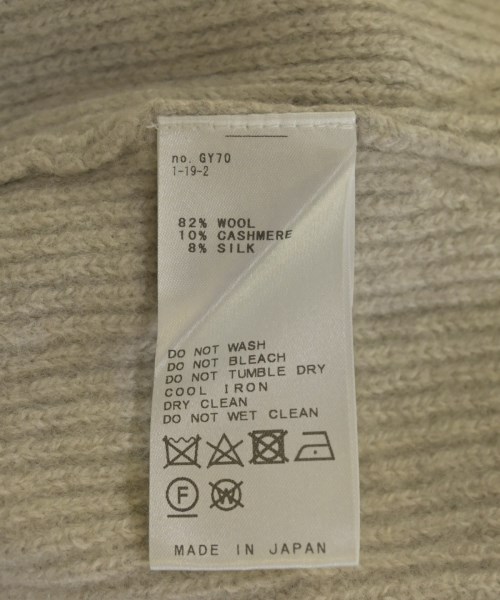 no. GY70
1-19-2
82% WOOL
10% CASHMERE
8% SILK
DO NOT WASH
DO NOT BLEACH
DO NOT TUMBLE DRY
COOL IRON
DRY CLEAN
DO NOT WET CLEAN
F W
MADE IN JAPAN